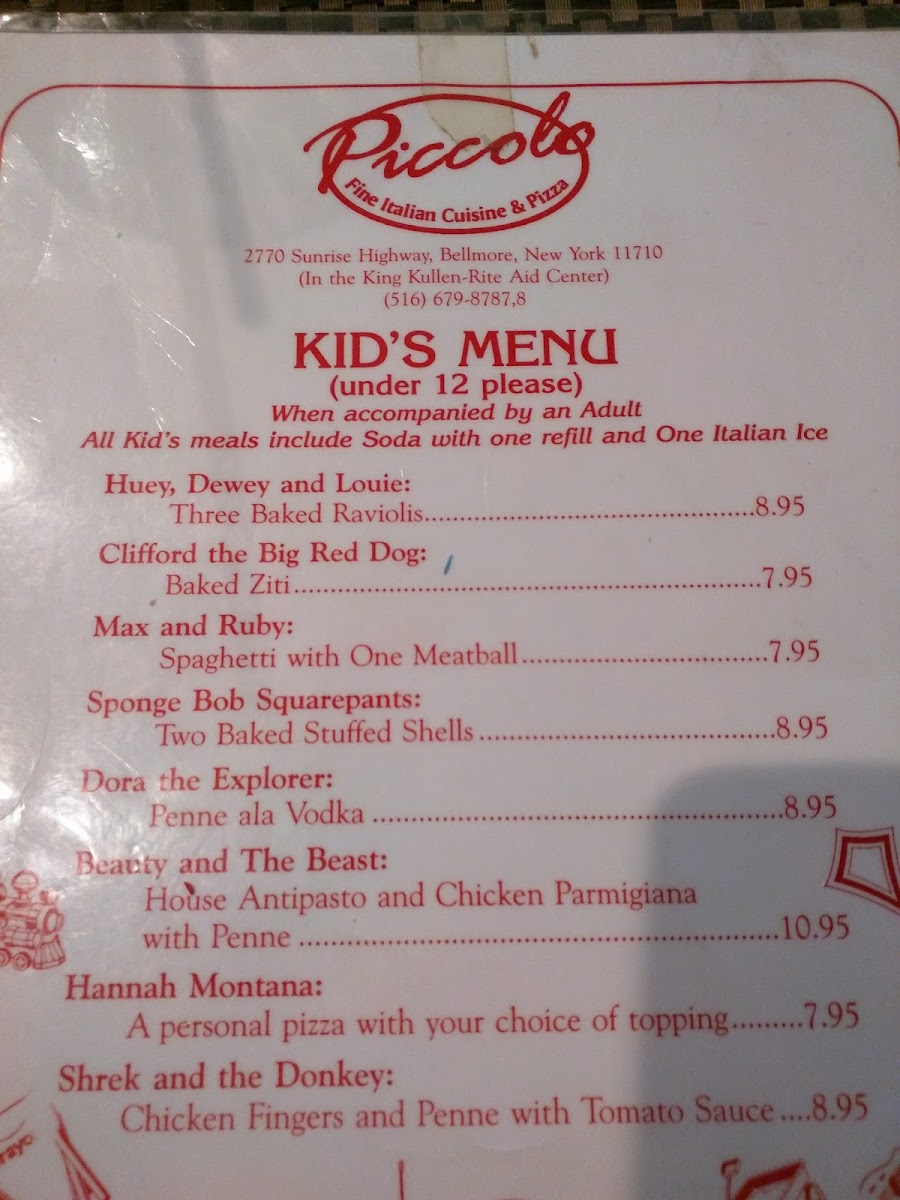 Piccolo
Fine Italian Cuisine & Pizza
2770 Sunrise Highway, Bellmore, New York 11710
(In the King Kullen-Rite Aid Center)
(516) 679-8787,8
KID'S MENU
(under 12 please)
When accompanied by an Adult
All Kid's meals include Soda with one refill and One Italian Ice
Huey, Dewey and Louie:
Three Baked Raviolis.............................................8.95
Clifford the Big Red Dog:
Baked Ziti................................................................7.95
Max and Ruby:
Spaghetti with One Meatball.................................7.95
Sponge Bob Squarepants:
Two Baked Stuffed Shells ........................................8.95
Dora the Explorer:
Penne ala Vodka .......................................................8.95
Beauty and The Beast:
House Antipasto and Chicken Parmigiana
with Penne ................................................................10.95
Hannah Montana:
A personal pizza with your choice of topping.........7.95
Shrek and the Donkey:
Chicken Fingers and Penne with Tomato Sauce ....8.95